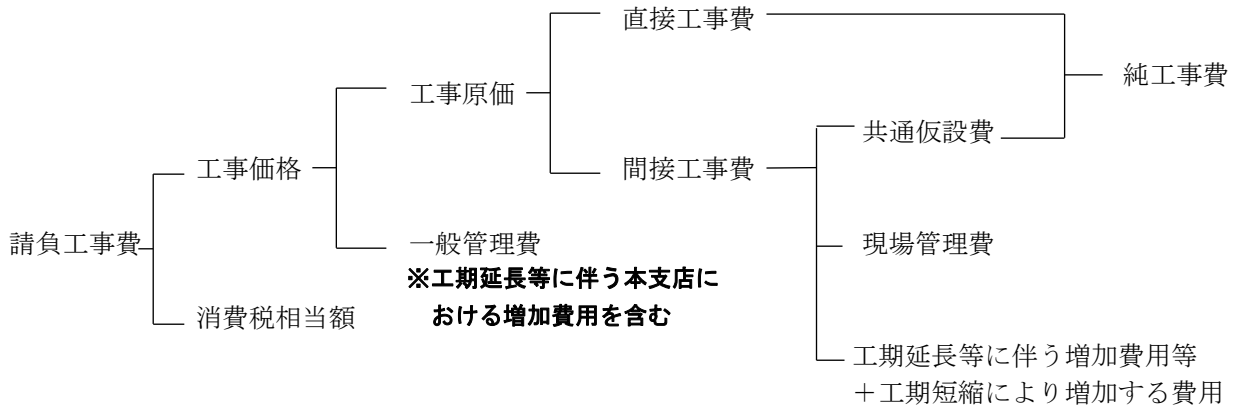 直接工事費
純工事費
工事原価
共通仮設費
工事価格
間接工事費
請負工事費
一般管理費
現場管理費
※工期延長等に伴う本支店に
おける増加費用を含む
消費税相当額
工期延長等に伴う増加費用等
＋工期短縮により増加する費用